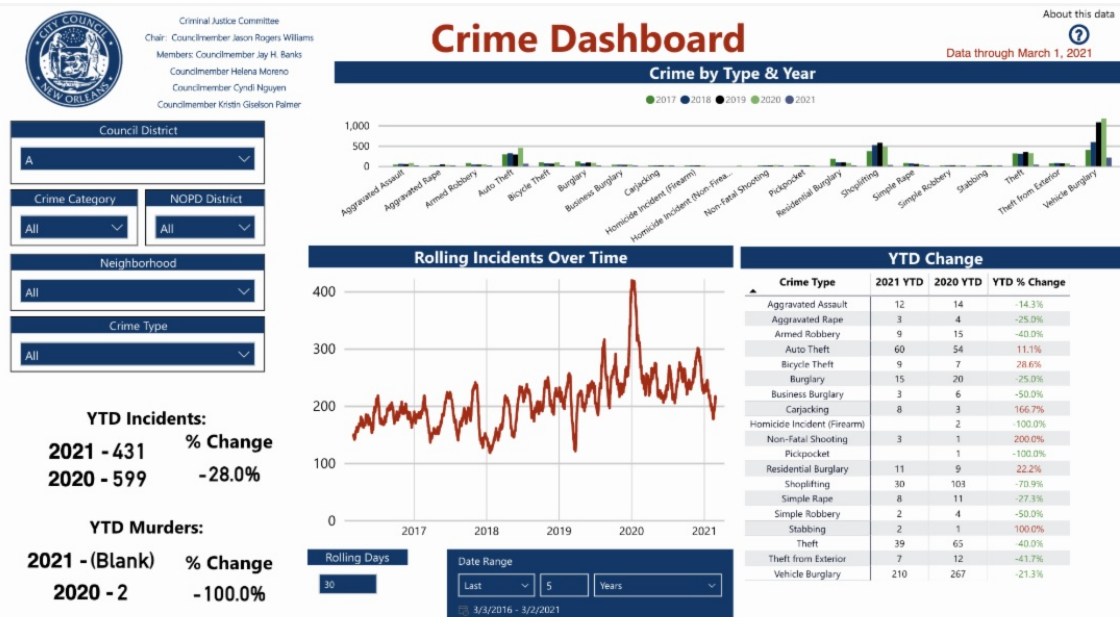 CITY COUNCIL
NEW ORLEANS
Criminal Justice Committee
Chair: Councilmember Jason Rogers Williams
Members: Councilmember Jay H. Banks
Councilmember Helena Moreno
Councilmember Cyndi Nguyen
Councilmember Kristin Giselson Palmer
Crime Dashboard
About this data
?
Data through March 1, 2021
Council District
A
Crime Category
All
NOPD District
All
Neighborhood
All
Crime Type
All
YTD Incidents:
2021 - 431
2020 - 599
% Change
-28.0%
YTD Murders:
2021 - (Blank)
2020 - 2
% Change
-100.0%
Crime by Type & Year
2017 2018 2019 2020 2021
1,000
500
0
Aggravated Assault
Aggravated Rape
Armed Robbery
Auto Theft
Bicycle Theft
Burglary
Business Burglary
Carjacking
Homicide Incident (Firearm)
Homicide Incident (Non-Firea...
Non-Fatal Shooting
Pickpocket
Residential Burglary
Shoplifting
Simple Rape
Simple Robbery
Stabbing
Theft
Theft from Exterior
Vehicle Burglary
Rolling Incidents Over Time
400
300
200
100
0
2017 2018 2019 2020 2021
Rolling Days
30
Date Range
Last 5 Years
3/3/2016 - 3/2/2021
YTD Change
Crime Type 2021 YTD 2020 YTD YTD % Change
Aggravated Assault 12 14 -14.3%
Aggravated Rape 3 4 -25.0%
Armed Robbery 9 15 -40.0%
Auto Theft 60 54 11.1%
Bicycle Theft 9 7 28.6%
Burglary 15 20 -25.0%
Business Burglary 3 6 -50.0%
Carjacking 8 3 166.7%
Homicide Incident (Firearm) 2 -100.0%
Non-Fatal Shooting 3 1 200.0%
Pickpocket 1 -100.0%
Residential Burglary 11 9 22.2%
Shoplifting 30 103 -70.9%
Simple Rape 8 11 -27.3%
Simple Robbery 2 4 -50.0%
Stabbing 2 1 100.0%
Theft 39 65 -40.0%
Theft from Exterior 7 12 -41.7%
Vehicle Burglary 210 267 -21.3%